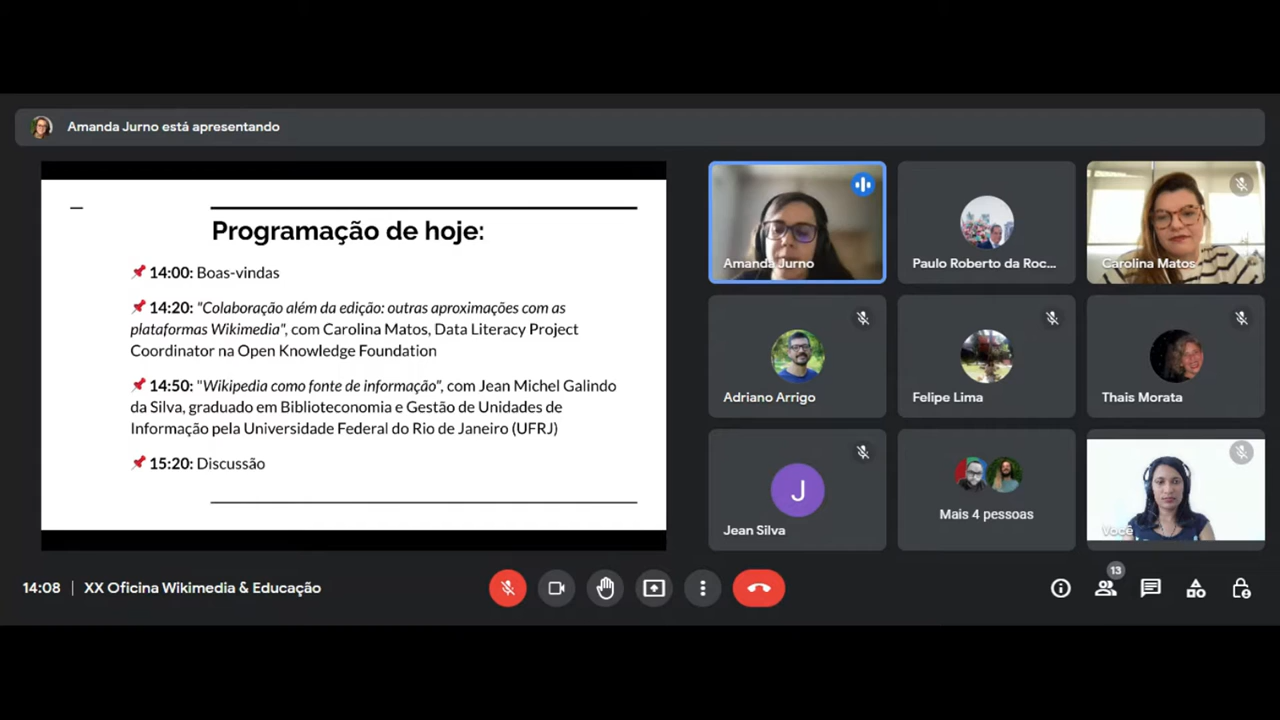 Amanda Jurno está apresentando
Programação de hoje:
14:00: Boas-vindas
14:20: "Colaboração além da edição: outras aproximações com as
plataformas Wikimedia", com Carolina Matos, Data Literacy Project
Coordinator na Open Knowledge Foundation
14:50: "Wikipedia como fonte de informação", com Jean Michel Galindo
da Silva, graduado em Biblioteconomia e Gestão de Unidades de
Informação pela Universidade Federal do Rio de Janeiro (UFRJ)
15:20: Discussão
Amanda Jurno
Paulo Roberto da Roc...
Carolina Matos
Adriano Arrigo
Felipe Lima
Thais Morata
J
Jean Silva
Mais 4 pessoas
Você
14:08 | XX Oficina Wikimedia & Educação
13